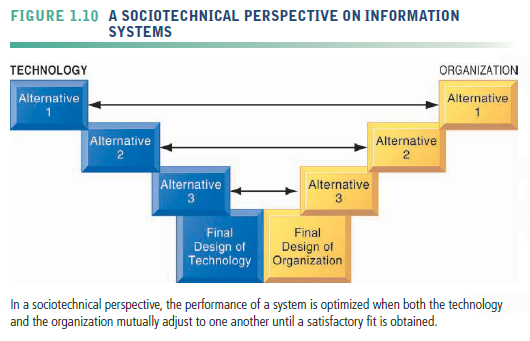 FIGURE 1.10 A SOCIOTECHNICAL PERSPECTIVE ON INFORMATION
SYSTEMS
TECHNOLOGY ORGANIZATION
Alternative
1
Alternative
1
Alternative
2
Alternative
2
Alternative
3
Alternative
3
Final
Design of
Technology
Final
Design of
Organization
In a sociotechnical perspective, the performance of a system is optimized when both the technology
and the organization mutually adjust to one another until a satisfactory fit is obtained.